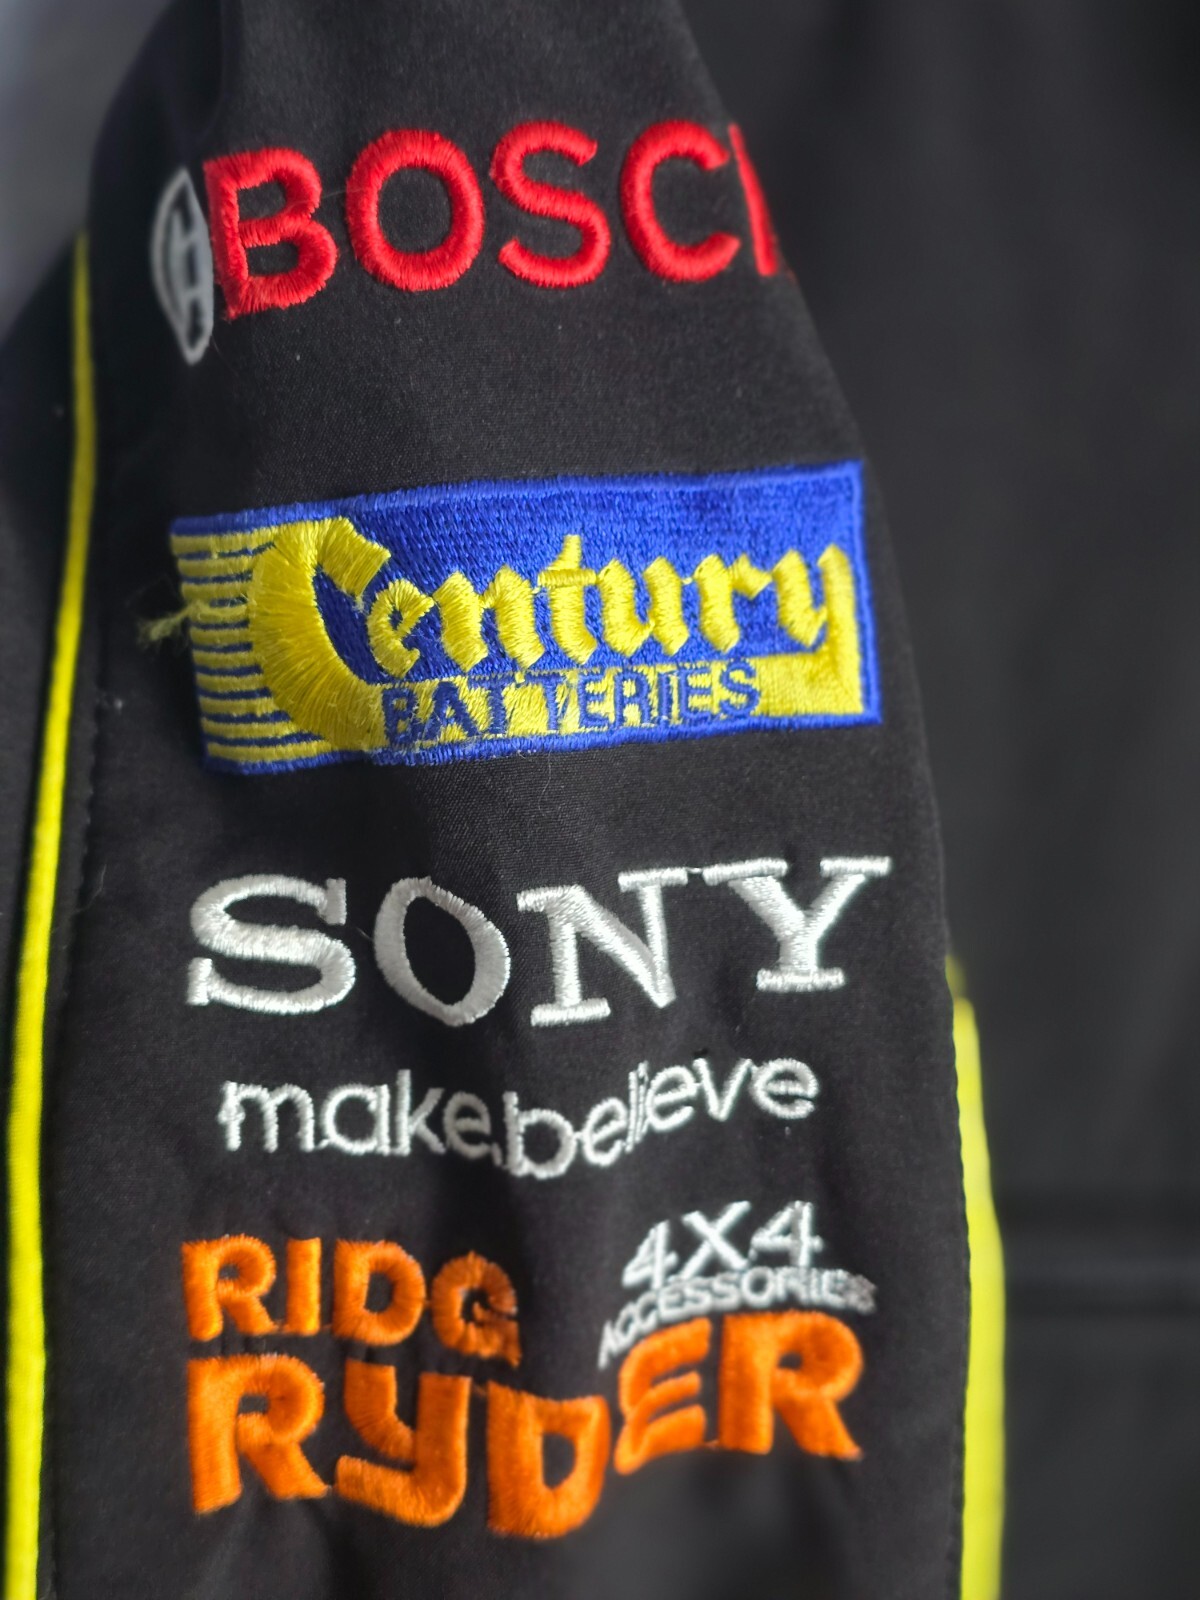 BOSCH
Century
BATTERIES
SONY
make.believe
RIDG
4X4
ACCESSORIES
RYDER